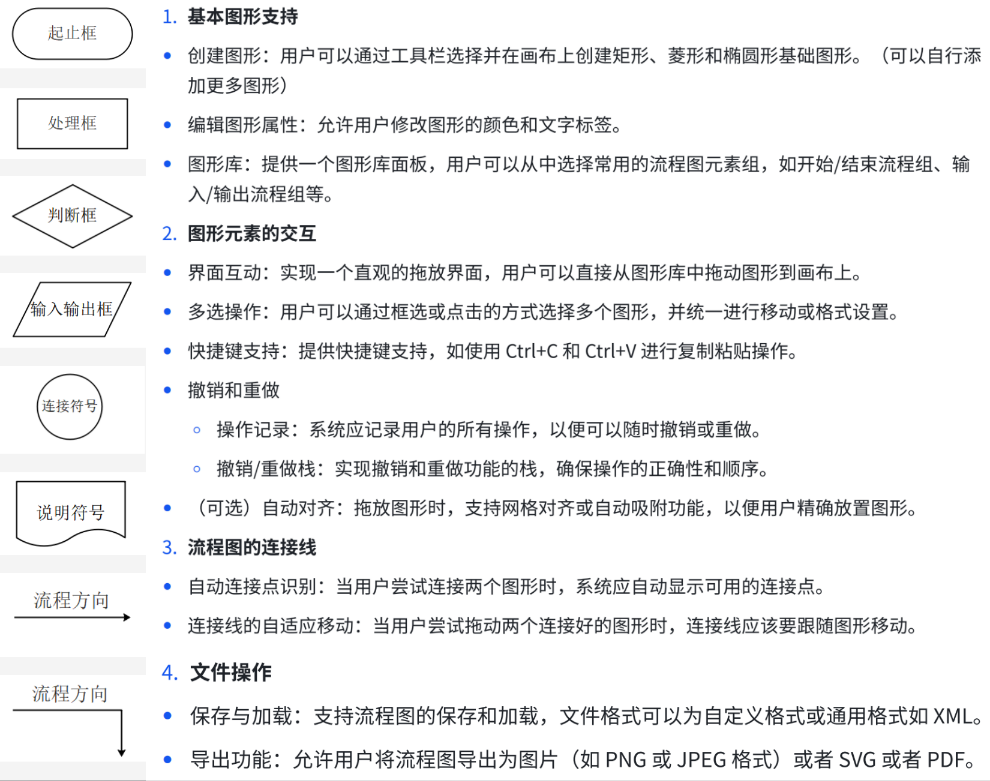 起止框
处理框
判断框
输入输出框
连接符号
说明符号
流程方向
流程方向
1. 基本图形支持
• 创建图形：用户可以通过工具栏选择并在画布上创建矩形、菱形和椭圆形基础图形。（可以自行添
加更多图形）
• 编辑图形属性：允许用户修改图形的颜色和文字标签。
• 图形库：提供一个图形库面板，用户可以从中选择常用的流程图元素组，如开始/结束流程组、输
入/输出流程组等。
2. 图形元素的交互
• 界面互动：实现一个直观的拖放界面，用户可以直接从图形库中拖动图形到画布上。
• 多选操作：用户可以通过框选或点击的方式选择多个图形，并统一进行移动或格式设置。
• 快捷键支持：提供快捷键支持，如使用 Ctrl+C 和 Ctrl+V 进行复制粘贴操作。
• 撤销和重做
◦ 操作记录：系统应记录用户的所有操作，以便可以随时撤销或重做。
◦ 撤销/重做栈：实现撤销和重做功能的栈，确保操作的正确性和顺序。
• （可选）自动对齐：拖放图形时，支持网格对齐或自动吸附功能，以便用户精确放置图形。
3. 流程图的连接线
• 自动连接点识别：当用户尝试连接两个图形时，系统应自动显示可用的连接点。
• 连接线的自适应移动：当用户尝试拖动两个连接好的图形时，连接线应该要跟随图形移动。
4. 文件操作
• 保存与加载：支持流程图的保存和加载，文件格式可以为自定义格式或通用格式如 XML。
• 导出功能：允许用户将流程图导出为图片（如 PNG 或 JPEG 格式）或者 SVG 或者 PDF。